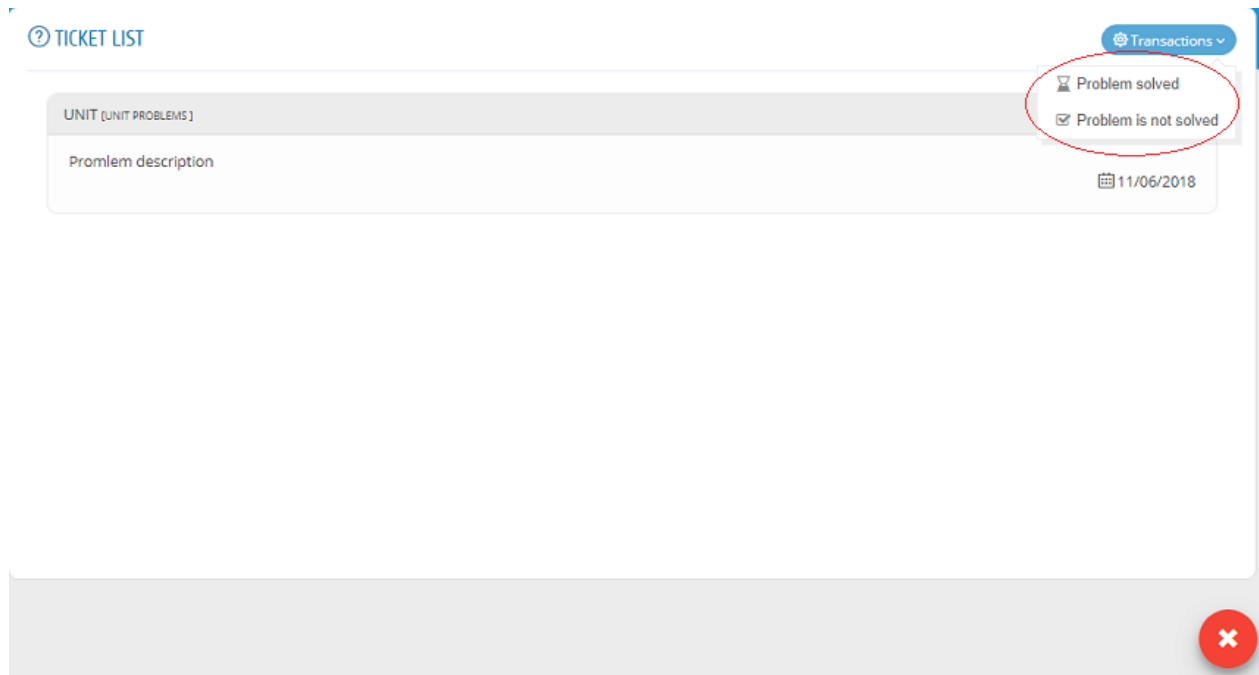 TICKET LIST
Transactions
Problem solved
Problem is not solved
UNIT [UNIT PROBLEMS ]
Promlem description
11/06/2018